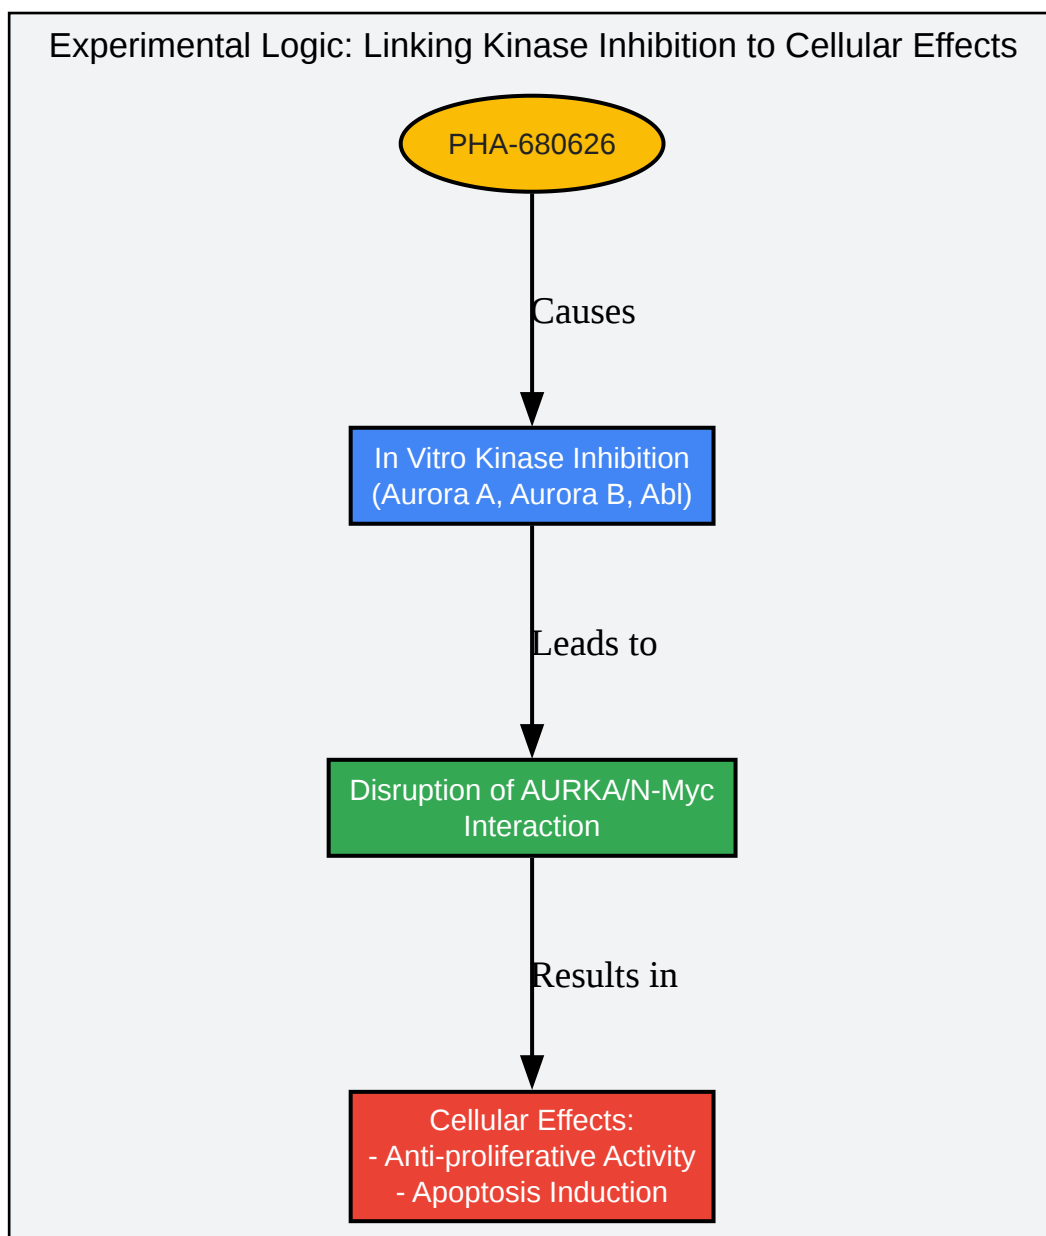 Experimental Logic: Linking Kinase Inhibition to Cellular Effects
PHA-680626
Causes
In Vitro Kinase Inhibition
(Aurora A, Aurora B, Abl)
Leads to
Disruption of AURKA/N-Myc
Interaction
Results in
Cellular Effects:
- Anti-proliferative Activity
- Apoptosis Induction